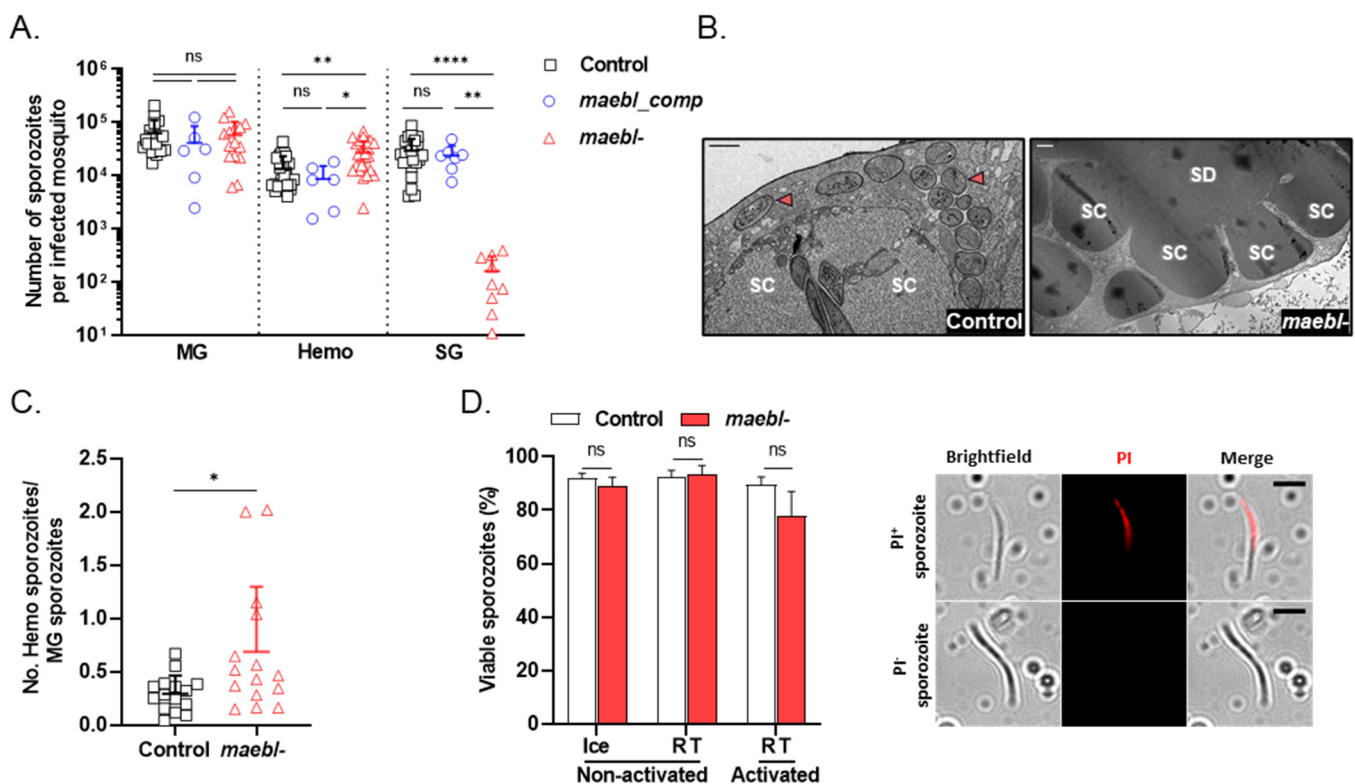 A.
Number of sporozoites
per infected mosquito
10⁶
10⁵
10⁴
10³
10²
10¹
ns
**
ns
*
****
ns
**
MG
Hemo
SG
Control
maebl_comp
maebl-
B.
SC
SC
Control
SD
SC
SC
SC
SC
maebl-
C.
No. Hemo sporozoites/
MG sporozoites
2.5
2.0
1.5
1.0
0.5
0.0
*
Control
maebl-
D.
Control
maebl-
Viable sporozoites (%)
100
80
60
40
20
0
ns
ns
ns
Ice
RT
RT
Non-activated
Activated
Brightfield
PI
Merge
PI⁺
sporozoite
PI⁻
sporozoite